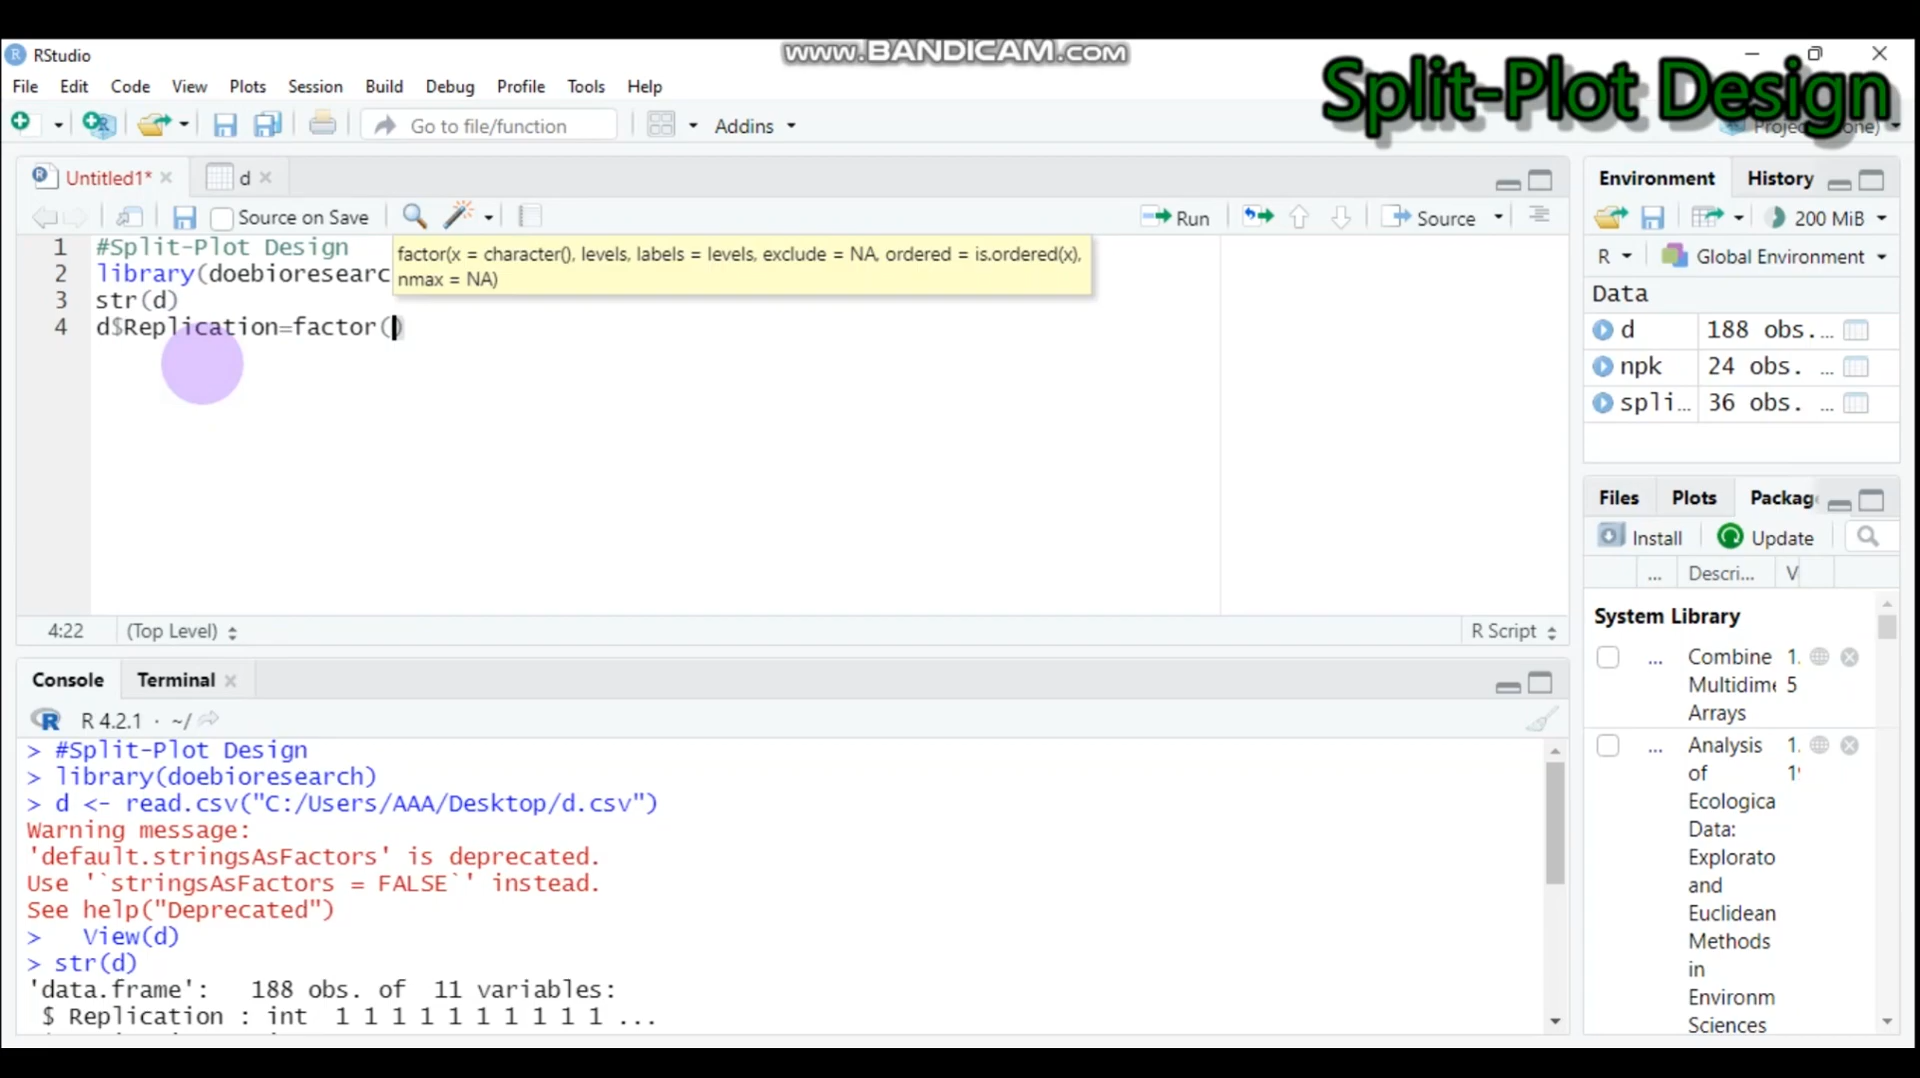 www.BANDICAM.com
RStudio
Split-Plot Design
File Edit Code View Plots Session Build Debug Profile Tools Help
Go to file/function
Addins
Untitled1*
d
Environment History
Source on Save
Run
Source
200 MiB
1 #Split-Plot Design
factor(x = character(), levels, labels = levels, exclude = NA, ordered = is.ordered(x),
nmax = NA)
2 library(doebioresearc
3 str(d)
4 d$Replication=factor()
R
Global Environment
Data
d 188 obs. ...
npk 24 obs. ...
spli... 36 obs. ...
Files Plots Packag
Install Update
... Descri... V
System Library
4:22 (Top Level) R Script
... Combine 1.
Multidime 5
Arrays
... Analysis 1.
of 1'
Ecologica
Data:
Explorato
and
Euclidean
Methods
in
Environm
Sciences
Console Terminal
R 4.2.1 · ~/
> #Split-Plot Design
> library(doebioresearch)
> d <- read.csv("C:/Users/AAA/Desktop/d.csv")
Warning message:
'default.stringsAsFactors' is deprecated.
Use '`stringsAsFactors = FALSE`' instead.
See help("Deprecated")
> View(d)
> str(d)
'data.frame': 188 obs. of 11 variables:
$ Replication : int 1 1 1 1 1 1 1 1 1 1 ...